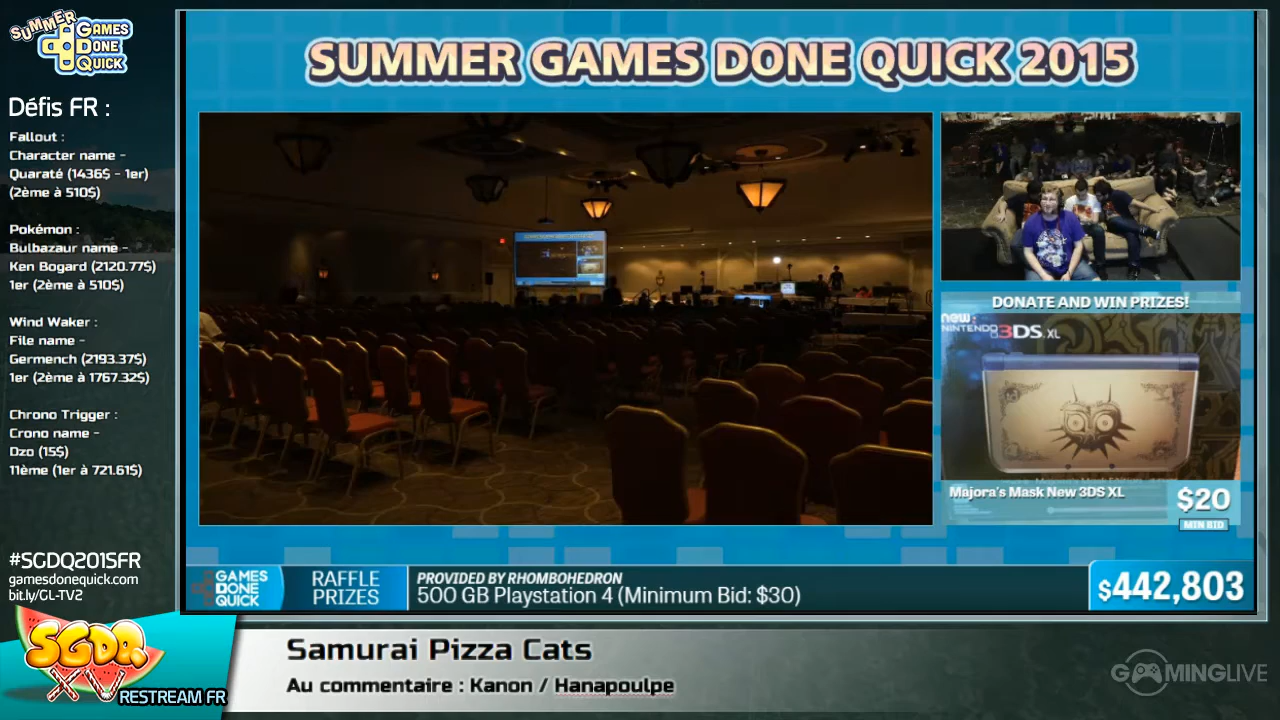 SUMMER
GAMES
DONE
QUICK
Défis FR :
Fallout :
Character name -
Quaraté (1436$ - 1er)
(2ème à 510$)
Pokémon :
Bulbazaur name -
Ken Bogard (2120.77$)
1er (2ème à 510$)
Wind Waker :
File name -
Germench (2193.37$)
1er (2ème à 1767.32$)
Chrono Trigger :
Crono name -
Dzo (15$)
11ème (1er à 721.61$)
#SGDQ2015FR
gamesdonequick.com
bit.ly/GL-TV2
SGDQ
XV
RESTREAM FR
SUMMER GAMES DONE QUICK 2015
DONATE AND WIN PRIZES!
new
NINTENDO 3DS XL
Majora's Mask New 3DS XL
$20
MIN BID
GAMES
DONE
QUICK
RAFFLE
PRIZES
PROVIDED BY RHOMBOHEDRON
500 GB Playstation 4 (Minimum Bid: $30)
$442,803
Samurai Pizza Cats
Au commentaire : Kanon / Hanapoulpe
GAMINGLIVE